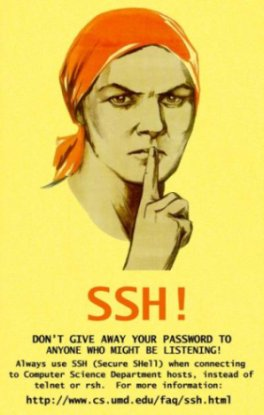 SSH!
DON'T GIVE AWAY YOUR PASSWORD TO
ANYONE WHO MIGHT BE LISTENING!
Always use SSH (Secure SHell) when connecting
to Computer Science Department hosts, instead of
telnet or rsh.  For more information:
http://www.cs.umd.edu/faq/ssh.html